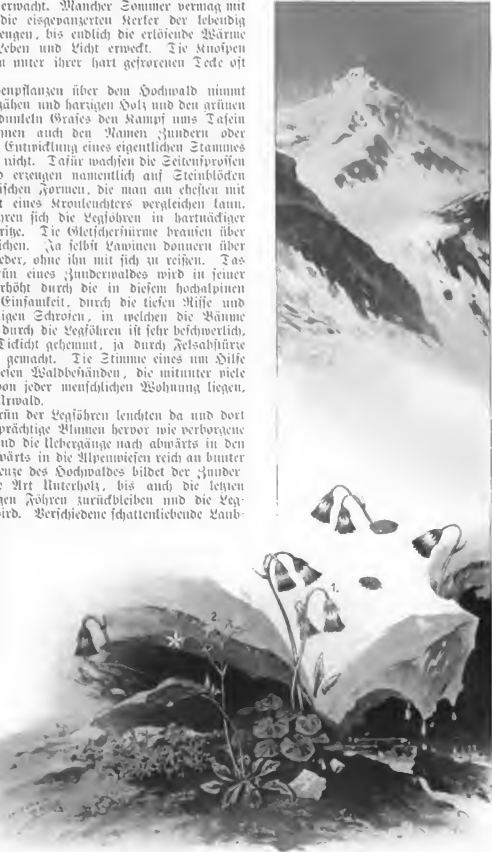 erwacht. Mancher Sommer vermag mit
die eisgepanzerten Kerker der lebendig
eugen, bis endlich die erlösende Wärme
Leben und Licht erweckt. Die Knospen
n unter ihrer hart gefrorenen Decke oft
enpflanzen über dem Hochwald nimmt
zähen und harzigen Holz und den grünen
dunkeln Grases den Kampf ums Dasein
hmen auch den Namen Zundern oder
Entwicklung eines eigentlichen Stammes
nicht. Dafür wachsen die Seitensprossen
erzeugen namentlich auf Steinblöcken
ischen Formen, die man am ehesten mit
t eines Kronleuchters vergleichen kann.
hren sich die Legföhren in hartnäckiger
ritze. Die Gletscherstürme brausen über
ichen. Ja selbst Lawinen donnern über
eder, ohne ihn mit sich zu reißen. Das
rün eines Zunderwaldes wird in seiner
erhöht durch die in diesem hochalpinen
Einsamkeit, durch die tiefen Risse und
igen Schrofen, in welchen die Bäume
durch die Legföhren ist sehr beschwerlich,
Dickicht gehemmt, ja durch Felsabstürze
gemacht. Die Stimme eines um Hilfe
iesen Waldbeständen, die mitunter viele
von jeder menschlichen Wohnung liegen,
Urwald.
rün der Legföhren leuchten da und dort
prächtige Blumen hervor wie verborgene
nd die Uebergänge nach abwärts in den
wärts in die Alpenwiesen reich an bunter
enze des Hochwaldes bildet der Zunder
e Art Unterholz, bis auch die letzten
gen Föhren zurückbleiben und die Leg-
ird. Verschiedene schattenliebende Laub-
1.
2.